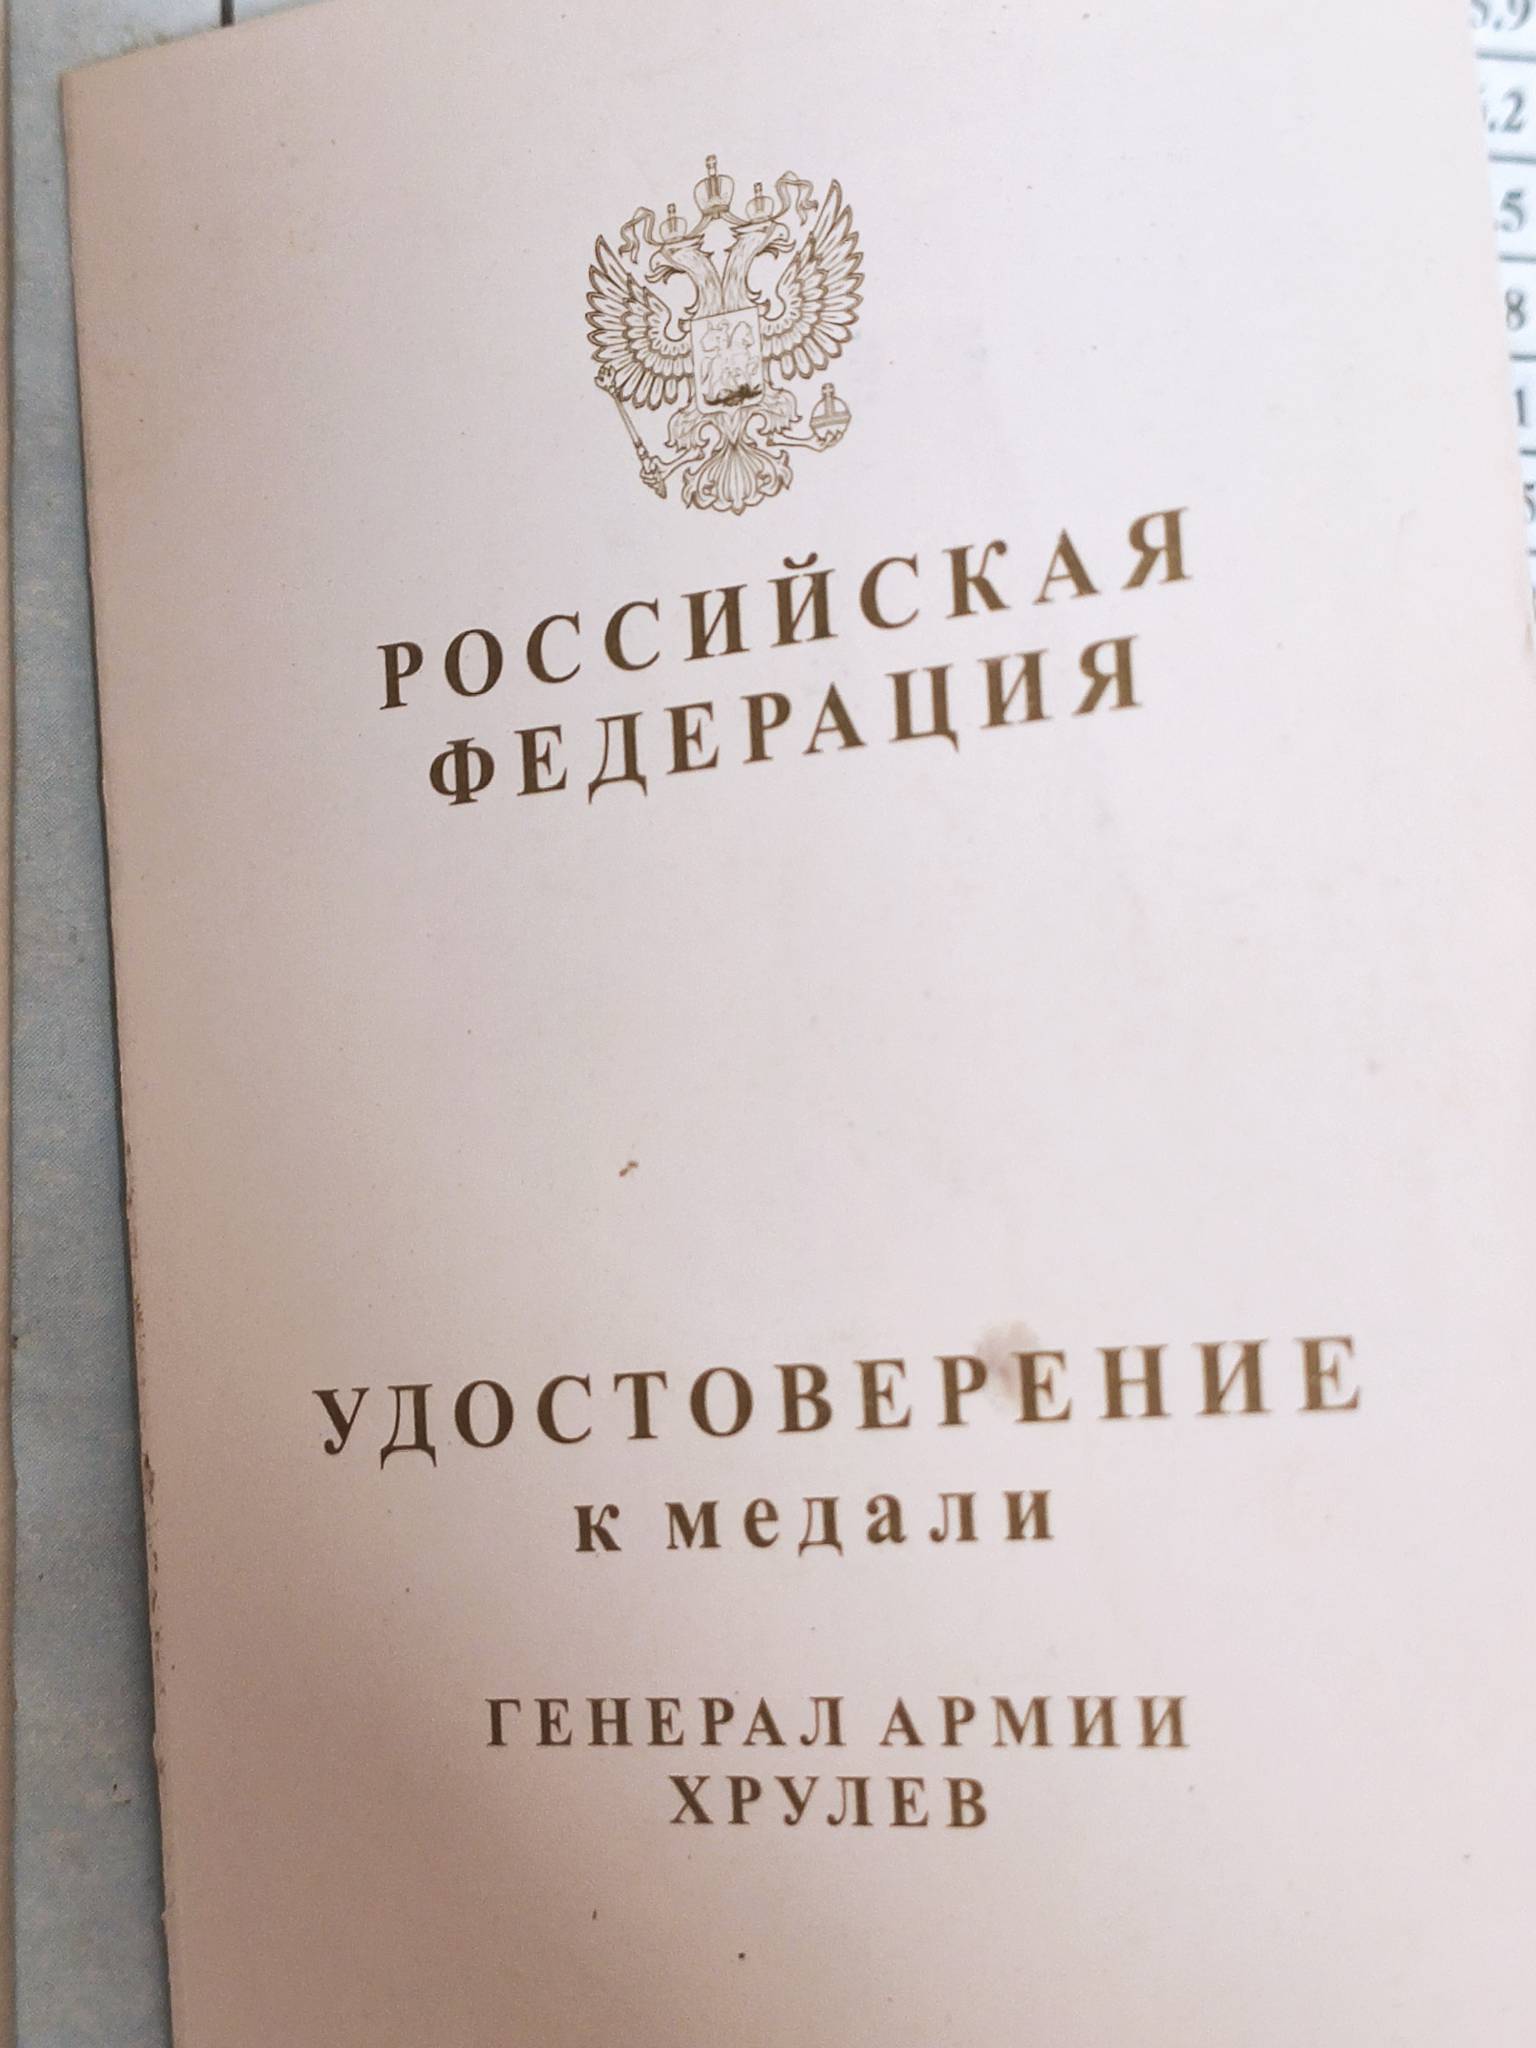 РОССИЙСКАЯ
ФЕДЕРАЦИЯ
УДОСТОВЕРЕНИЕ
к медали
ГЕНЕРАЛ АРМИИ
ХРУЛЕВ